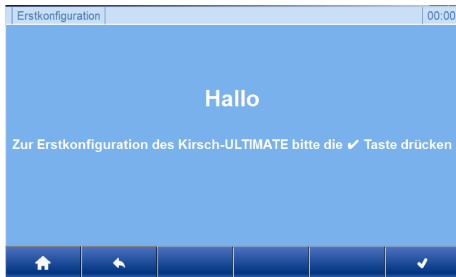 Erstkonfiguration 00:00
Hallo
Zur Erstkonfiguration des Kirsch-ULTIMATE bitte die ✔ Taste drücken